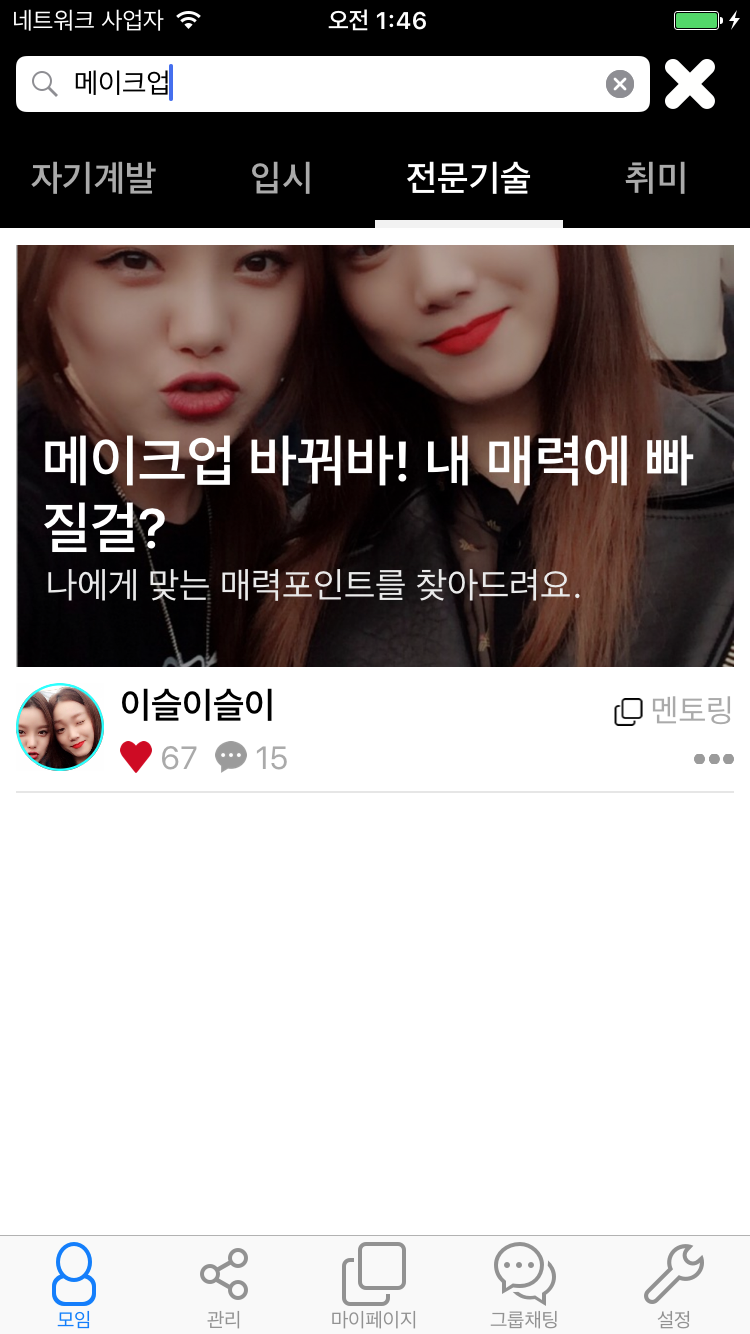 네트워크 사업자 오전 1:46
메이크업
자기계발 입시 전문기술 취미
메이크업 바꿔바! 내 매력에 빠
질걸?
나에게 맞는 매력포인트를 찾아드려요.
이슬이슬이 멘토링
67 15
모임 관리 마이페이지 그룹채팅 설정